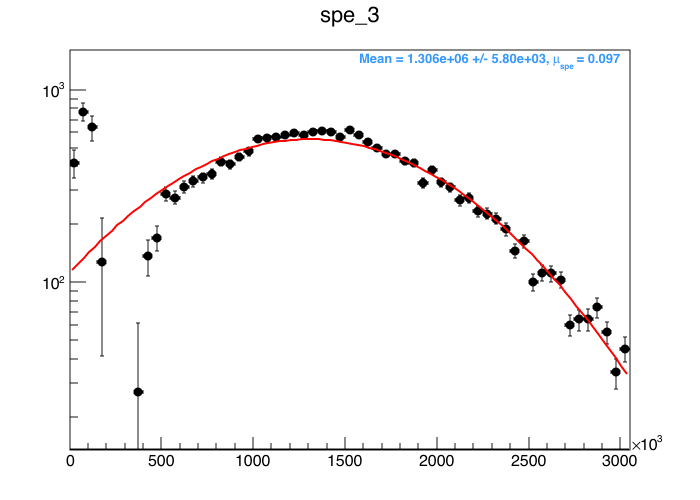 spe_3
Mean = 1.306e+06 +/- 5.80e+03, μspe = 0.097
10³
10²
0 500 1000 1500 2000 2500 3000 ×10³